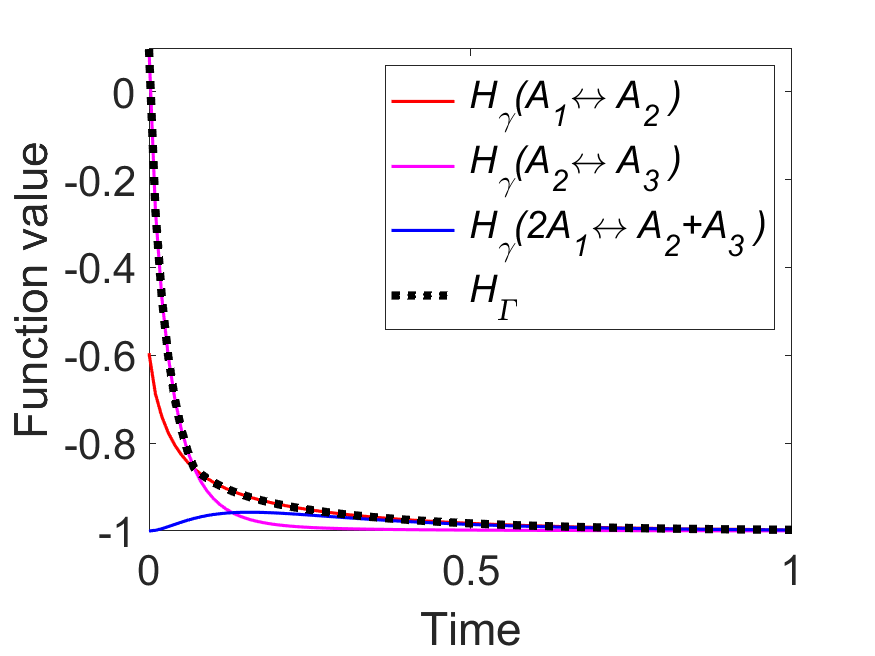 0
-0.2
-0.4
-0.6
-0.8
-1
0
0.5
1
Function value
Time
H_γ(A_1↔A_2)
H_γ(A_2↔A_3)
H_γ(2A_1↔A_2+A_3)
H_Γ